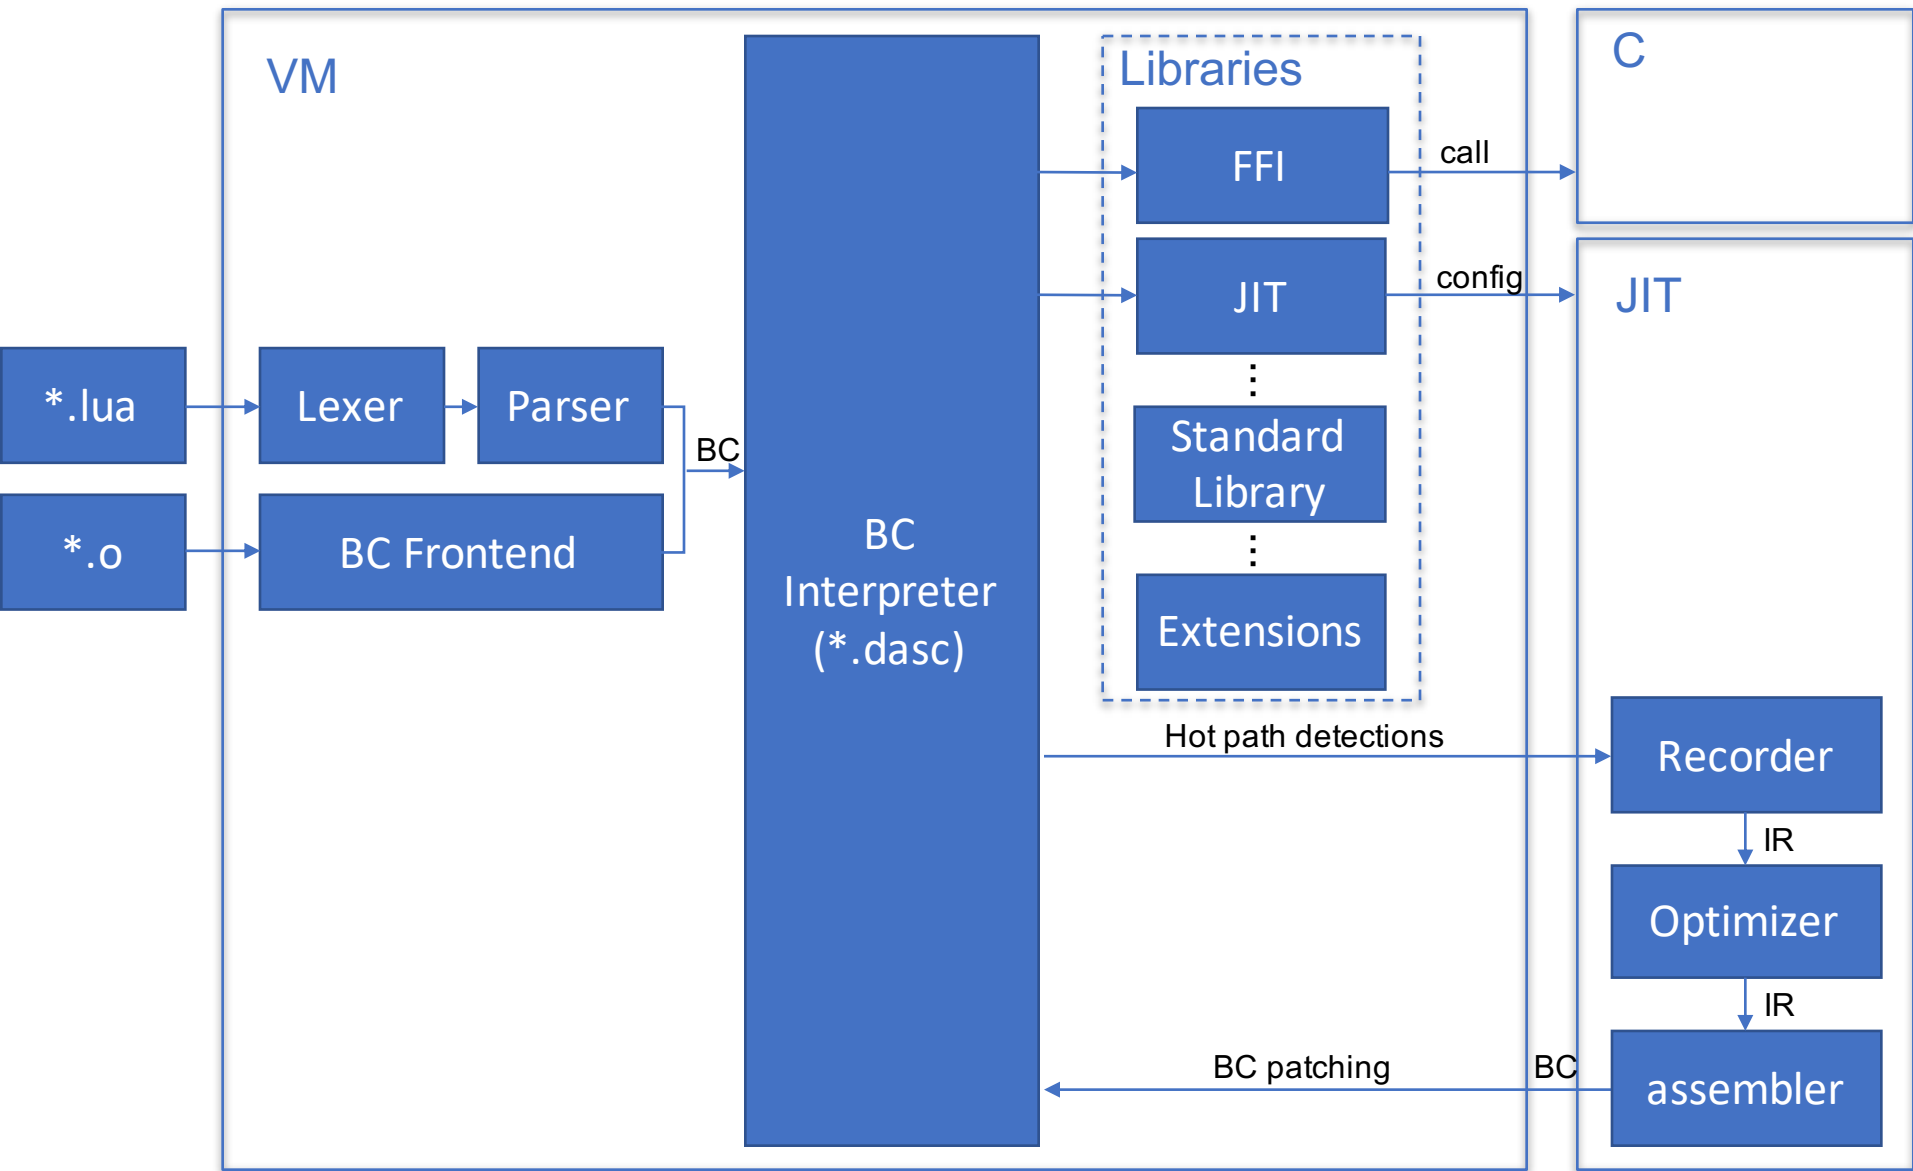 VM
Libraries
C
FFI
call
JIT
config
JIT
*.lua
Lexer
Parser
BC
Standard
Library
*.o
BC Frontend
BC
Interpreter
(*.dasc)
Extensions
Hot path detections
Recorder
IR
Optimizer
IR
BC patching
BC
assembler